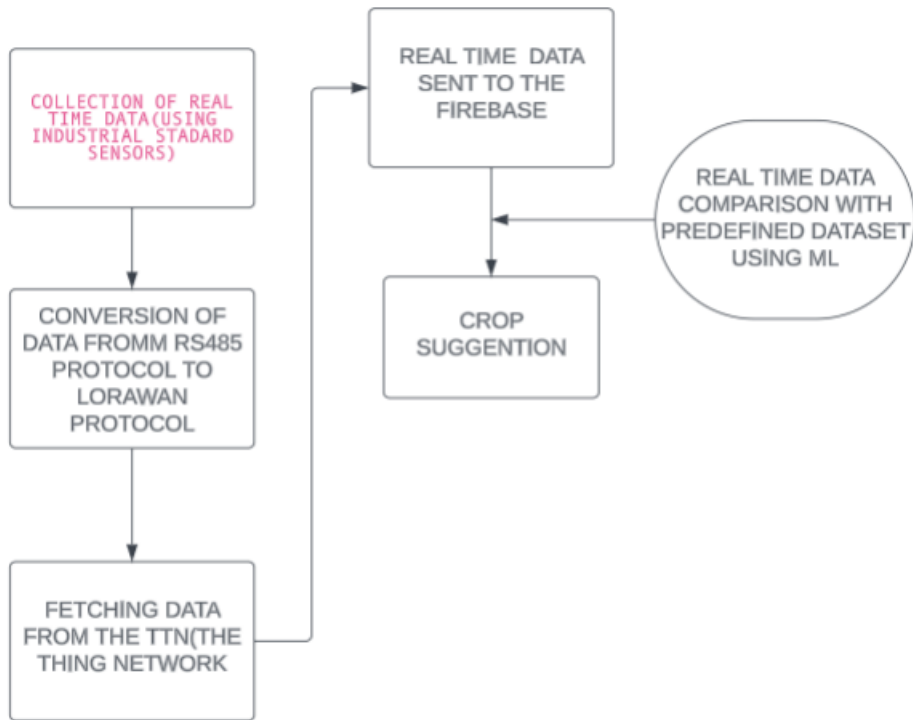 COLLECTION OF REAL
TIME DATA(USING
INDUSTRIAL STADARD
SENSORS)
CONVERSION OF
DATA FROMM RS485
PROTOCOL TO
LORAWAN
PROTOCOL
FETCHING DATA
FROM THE TTN(THE
THING NETWORK
REAL TIME DATA
SENT TO THE
FIREBASE
REAL TIME DATA
COMPARISON WITH
PREDEFINED DATASET
USING ML
CROP
SUGGENTION